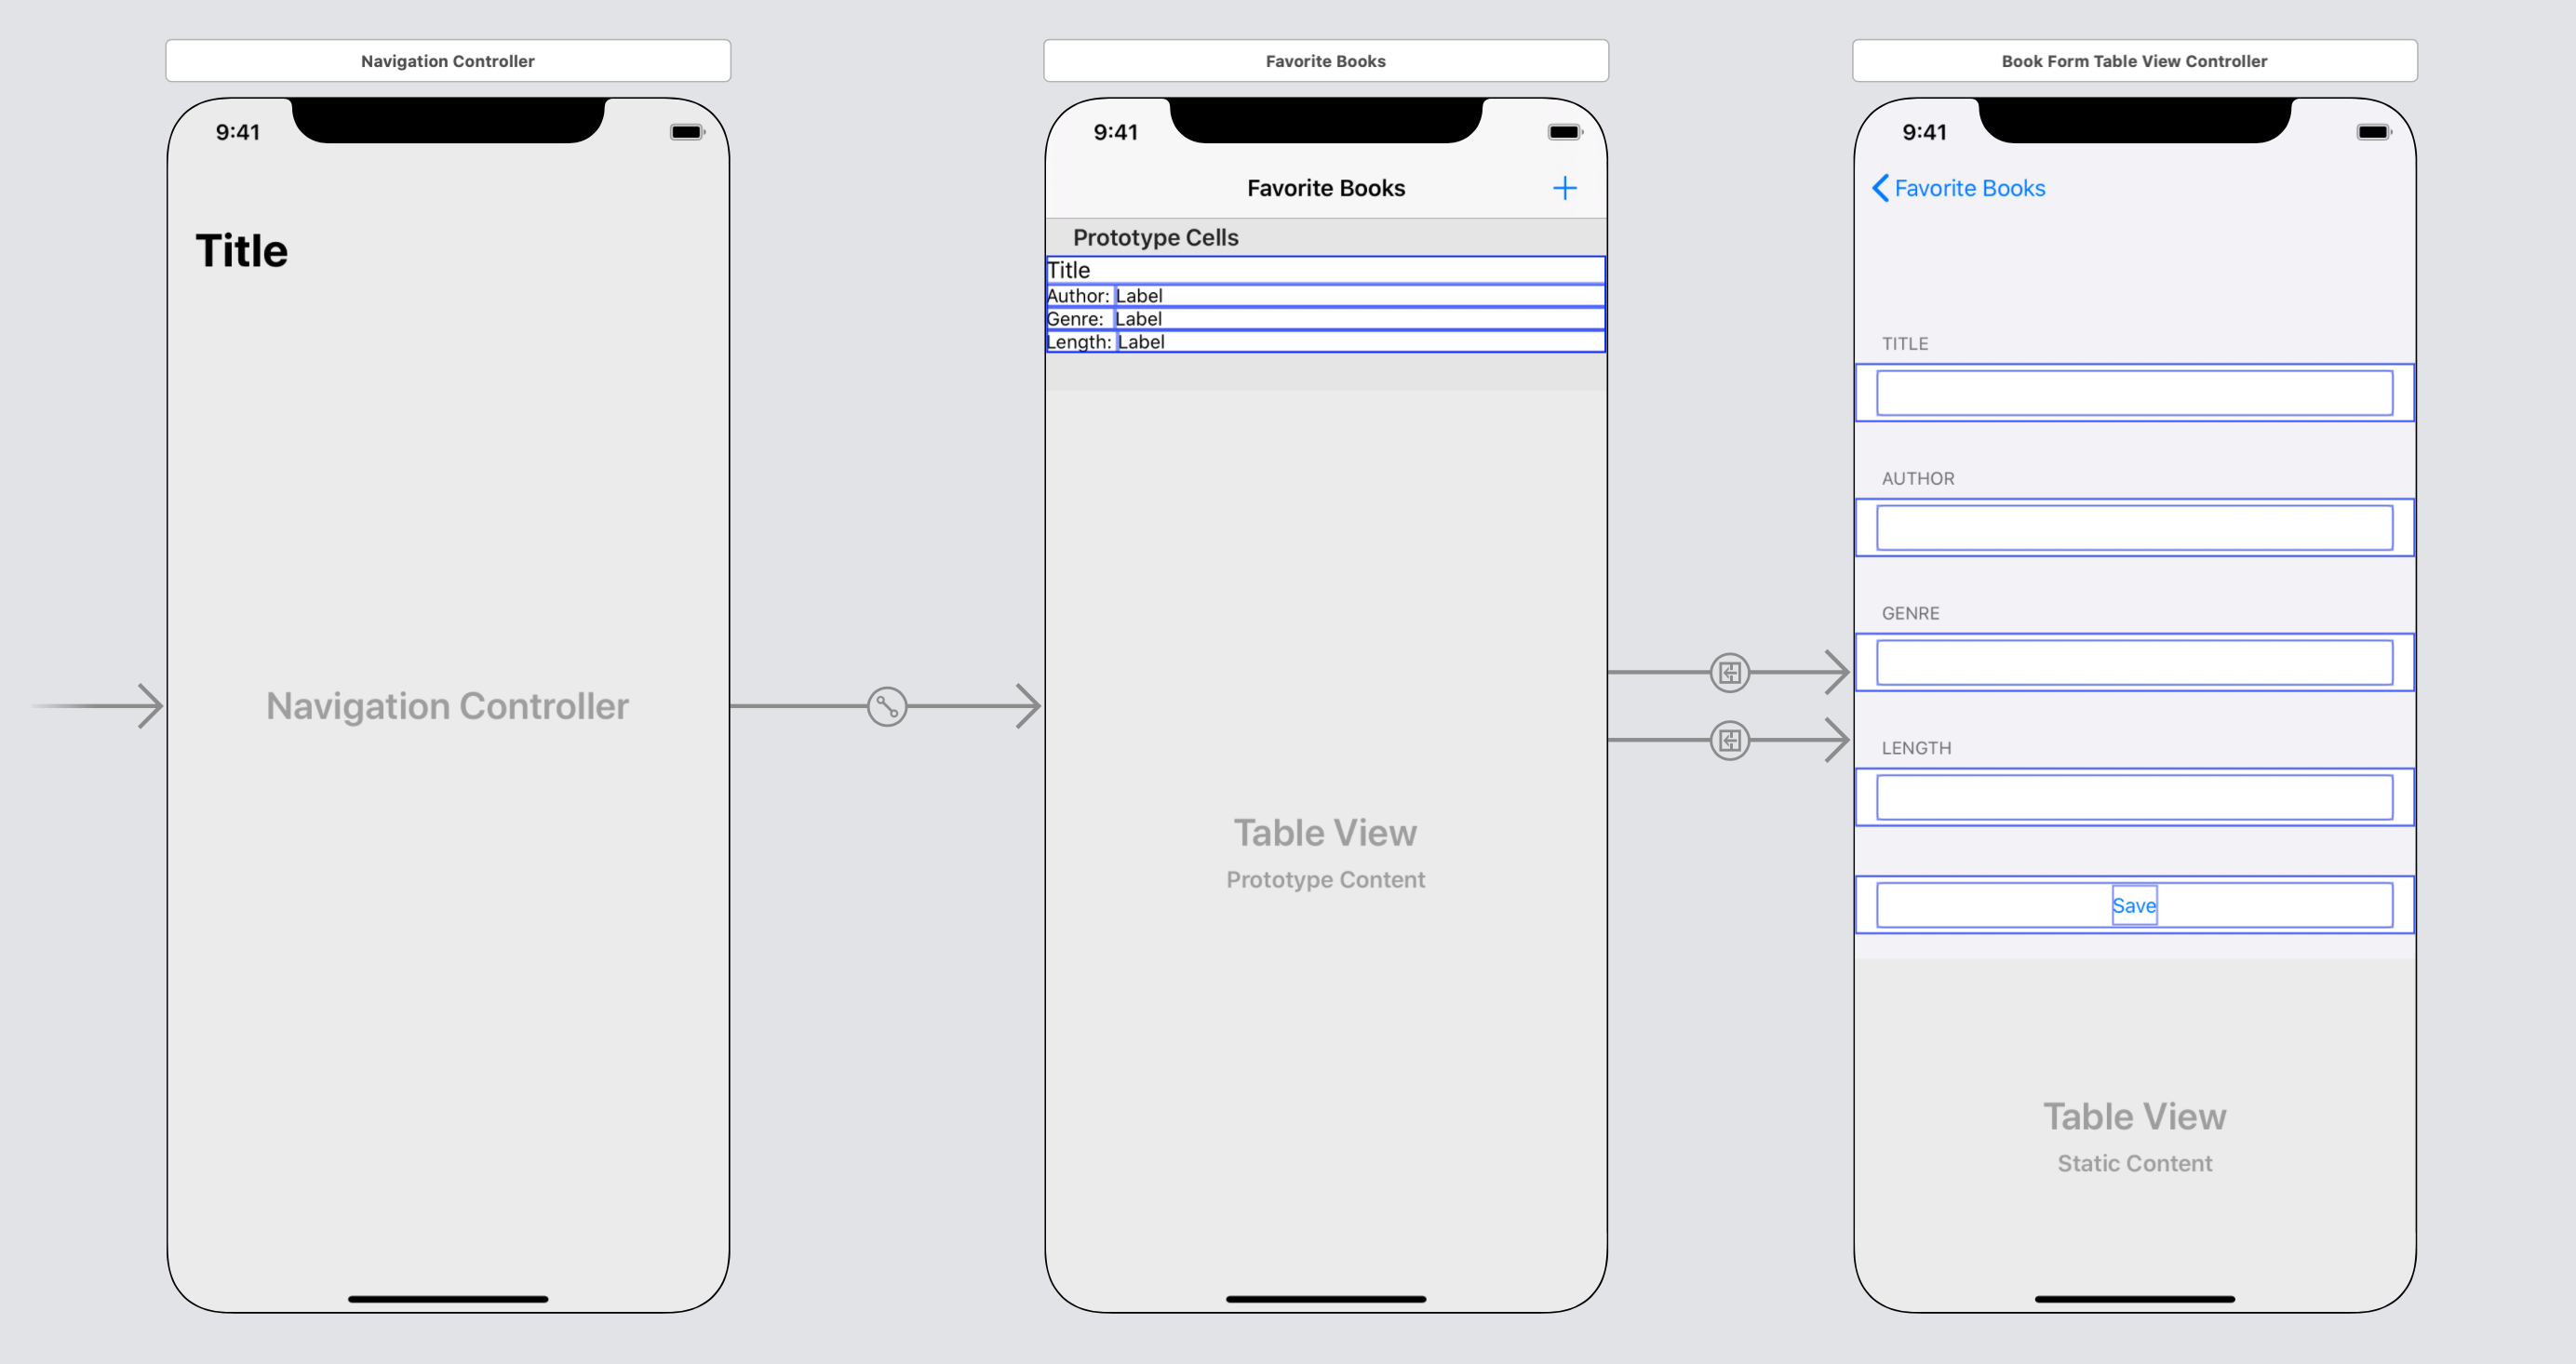 Navigation Controller
9:41
Title
Navigation Controller
Favorite Books
9:41
Favorite Books
Prototype Cells
Title
Author: Label
Genre: Label
Length: Label
Table View
Prototype Content
Book Form Table View Controller
9:41
Favorite Books
TITLE
AUTHOR
GENRE
LENGTH
Save
Table View
Static Content